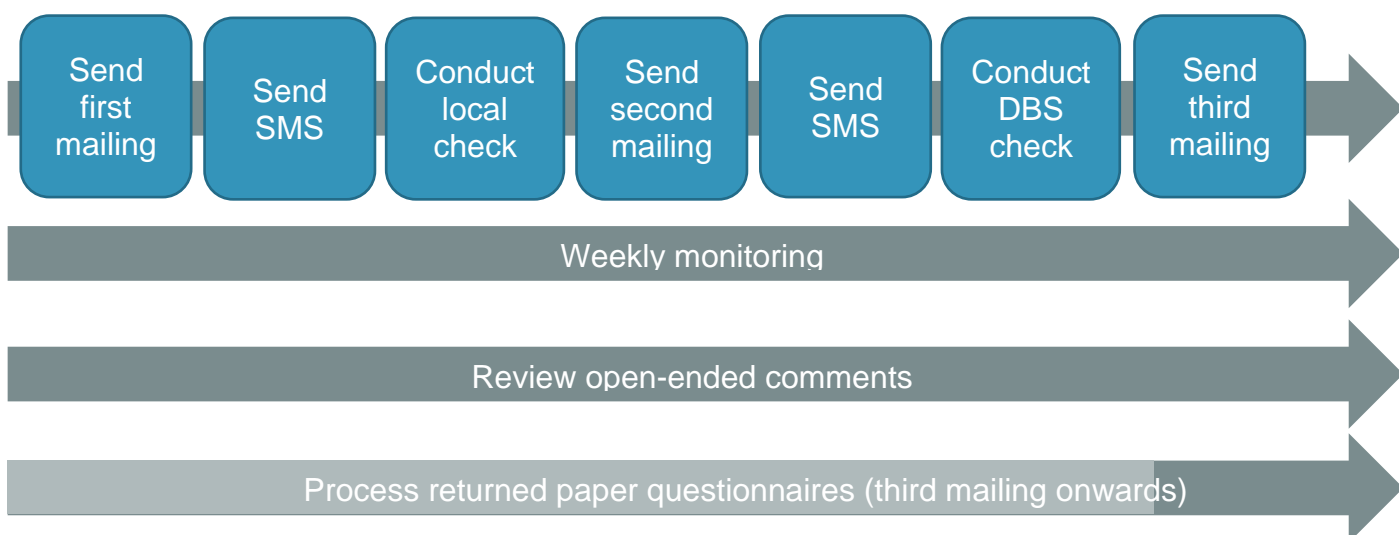 Send
first
mailing
Send
SMS
Conduct
local
check
Send
second
mailing
Send
SMS
Conduct
DBS
check
Send
third
mailing
Weekly monitoring
Review open-ended comments
Process returned paper questionnaires (third mailing onwards)